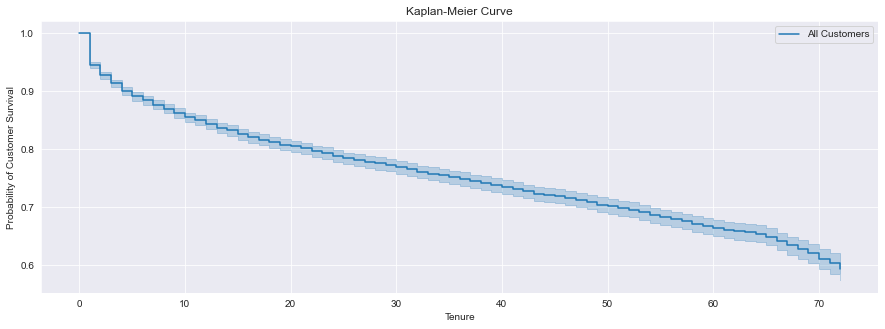 Kaplan-Meier Curve
All Customers
Probability of Customer Survival
1.0
0.9
0.8
0.7
0.6
0 10 20 30 40 50 60 70
Tenure